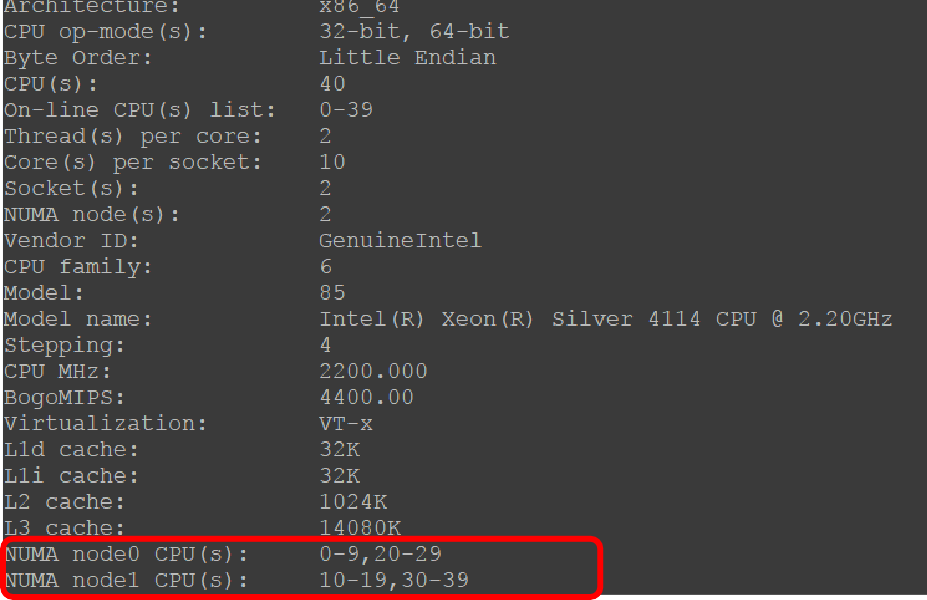 Architecture: x86_64
CPU op-mode(s): 32-bit, 64-bit
Byte Order: Little Endian
CPU(s): 40
On-line CPU(s) list: 0-39
Thread(s) per core: 2
Core(s) per socket: 10
Socket(s): 2
NUMA node(s): 2
Vendor ID: GenuineIntel
CPU family: 6
Model: 85
Model name: Intel(R) Xeon(R) Silver 4114 CPU @ 2.20GHz
Stepping: 4
CPU MHz: 2200.000
BogoMIPS: 4400.00
Virtualization: VT-x
L1d cache: 32K
L1i cache: 32K
L2 cache: 1024K
L3 cache: 14080K
NUMA node0 CPU(s): 0-9,20-29
NUMA node1 CPU(s): 10-19,30-39